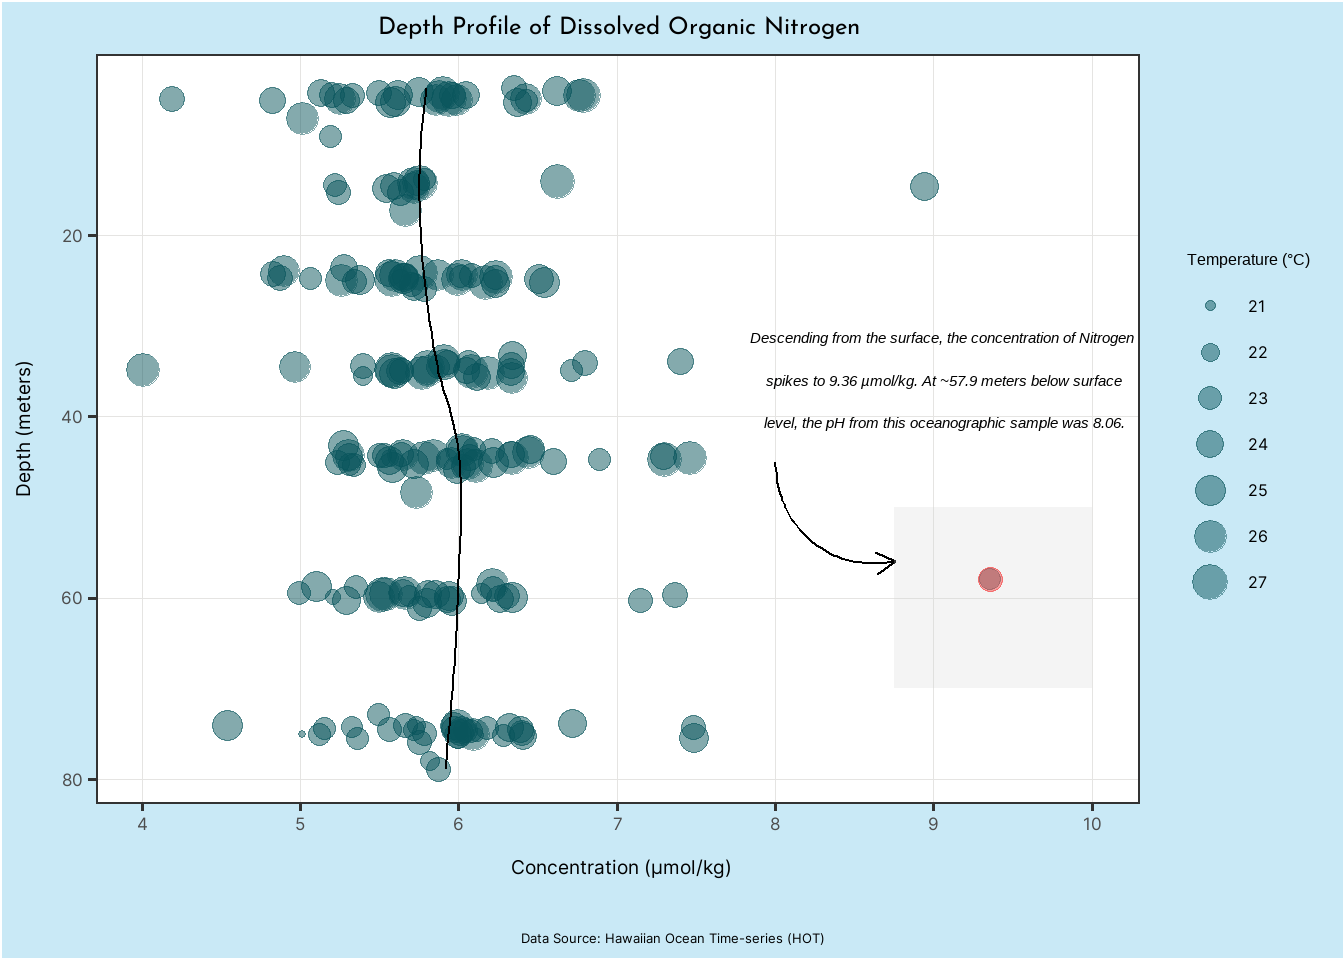 Depth Profile of Dissolved Organic Nitrogen
Depth (meters)
20
40
60
80
Descending from the surface, the concentration of Nitrogen
spikes to 9.36 µmol/kg. At ~57.9 meters below surface
level, the pH from this oceanographic sample was 8.06.
4
5
6
7
8
9
10
Concentration (µmol/kg)
Temperature (°C)
21
22
23
24
25
26
27
Data Source: Hawaiian Ocean Time-series (HOT)